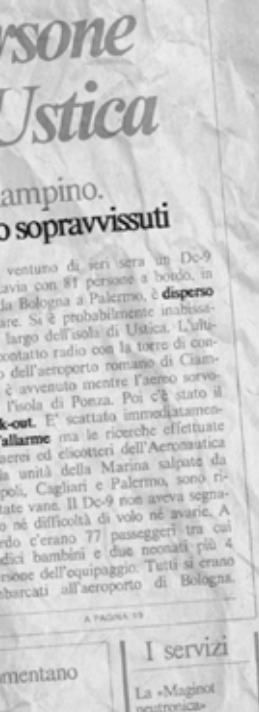 rsone
Ustica
ampino.
o sopravvissuti
ventuno di ieri sera un Dc-9
avia con 81 persone a bordo, in
da Bologna a Palermo, è disperso
are. Si è probabilmente inabissa-
largo dell'isola di Ustica. L'ulti-
contatto radio con la torre di con-
o dell'aeroporto romano di Ciam-
è avvenuto mentre l'aereo sorvo-
l'isola di Ponza. Poi c'è stato il
k-out. E' scattato immediatamen-
'allarme ma le ricerche effettuate
aerei ed elicotteri dell'Aeronautica
a unità della Marina salpate da
poli, Cagliari e Palermo, sono ri-
tate vane. Il Dc-9 non aveva segna-
o né difficoltà di volo né avarie. A
rdo c'erano 77 passeggeri tra cui
dici bambini e due neonati più 4
rsone dell'equipaggio. Tutti si erano
mbarcati all'aeroporto di Bologna.
A PAGINA 19
I servizi
mentano
La «Maginot
neutronica»